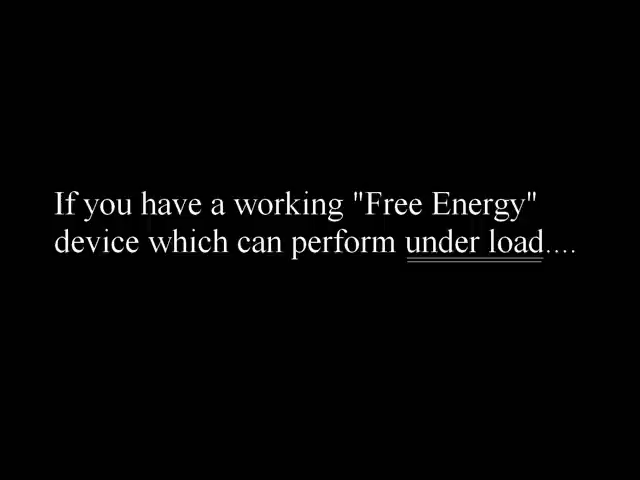 If you have a working "Free Energy"
device which can perform under load....